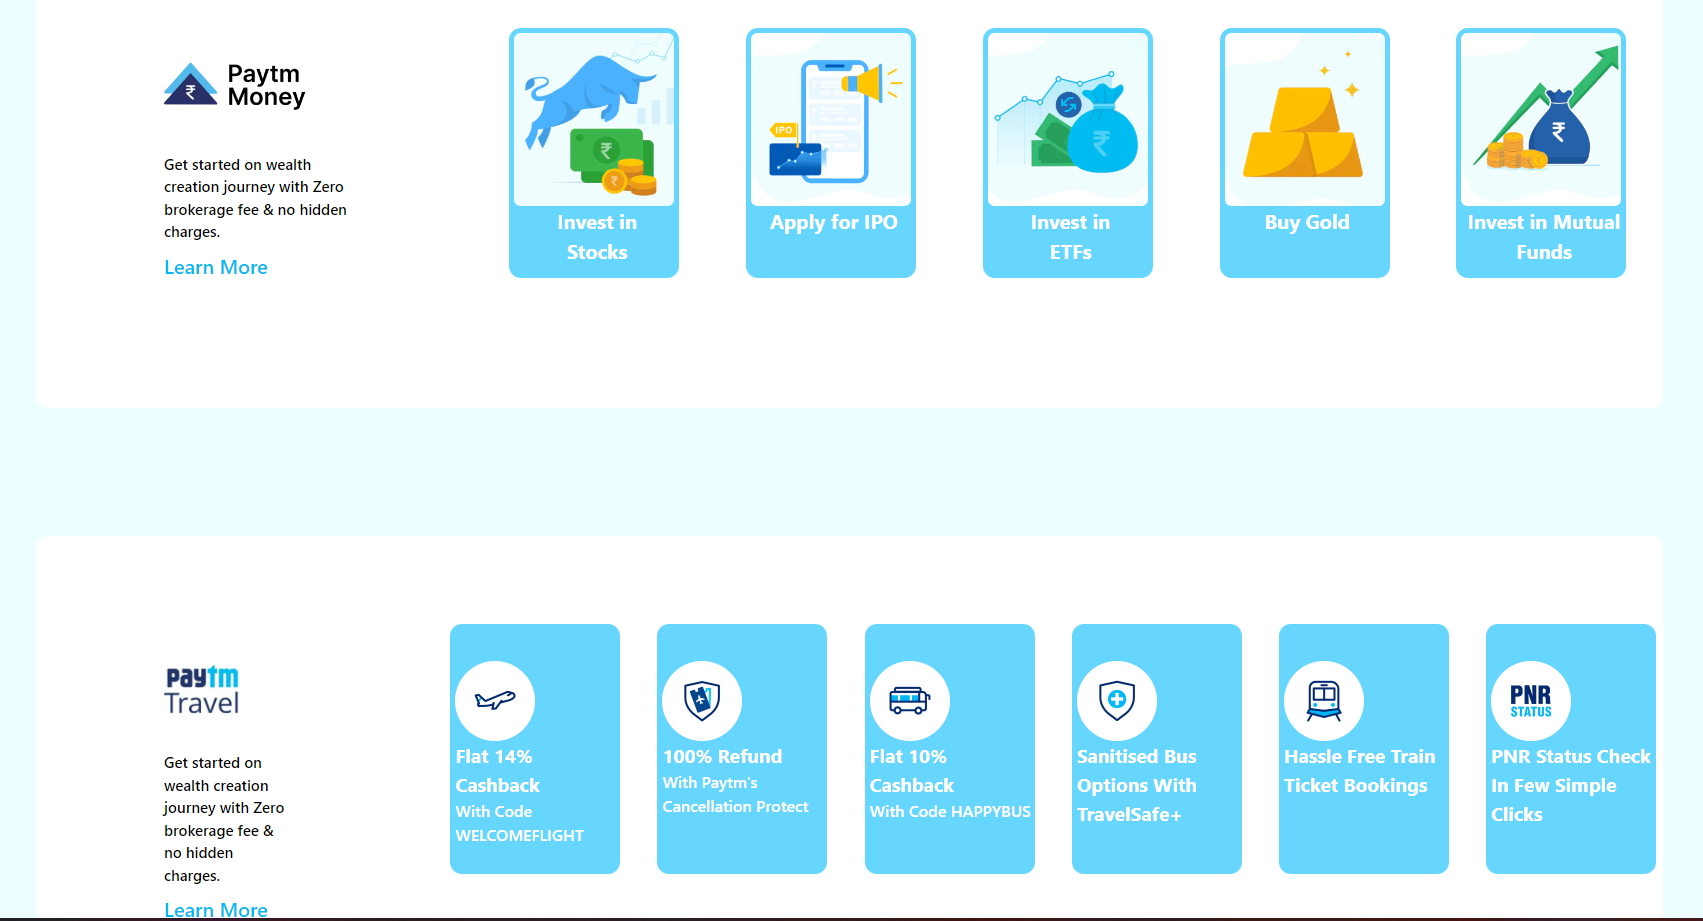 Paytm
Money
Get started on wealth
creation journey with Zero
brokerage fee & no hidden
charges.
Learn More
₹
₹
Invest in
Stocks
IPO
Apply for IPO
₹
Invest in
ETFs
Buy Gold
₹
Invest in Mutual
Funds
paytm
Travel
Get started on
wealth creation
journey with Zero
brokerage fee &
no hidden
charges.
Learn More
Flat 14%
Cashback
With Code
WELCOMEFLIGHT
100% Refund
With Paytm's
Cancellation Protect
Flat 10%
Cashback
With Code HAPPYBUS
Sanitised Bus
Options With
TravelSafe+
Hassle Free Train
Ticket Bookings
PNR
STATUS
PNR Status Check
In Few Simple
Clicks